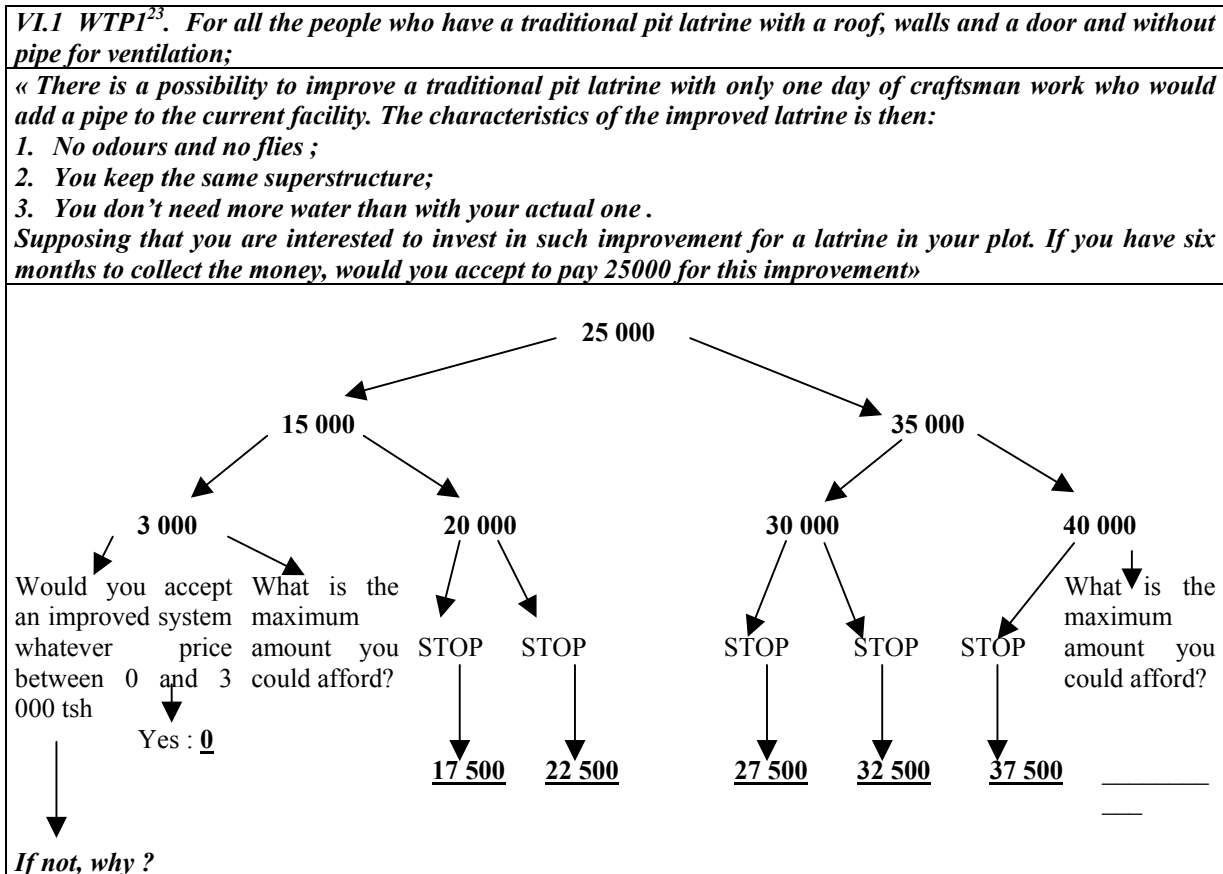 VI.1 WTP1²³. For all the people who have a traditional pit latrine with a roof, walls and a door and without
pipe for ventilation;
« There is a possibility to improve a traditional pit latrine with only one day of craftsman work who would
add a pipe to the current facility. The characteristics of the improved latrine is then:
1. No odours and no flies ;
2. You keep the same superstructure;
3. You don't need more water than with your actual one .
Supposing that you are interested to invest in such improvement for a latrine in your plot. If you have six
months to collect the money, would you accept to pay 25000 for this improvement»
25 000
15 000 35 000
3 000 20 000 30 000 40 000
Would you accept
an improved system
whatever price
between 0 and 3
000 tsh
What is the
maximum
amount you
could afford?
STOP STOP STOP STOP STOP
What is the
maximum
amount you
could afford?
Yes : 0
17 500 22 500 27 500 32 500 37 500 _________
___
If not, why ?